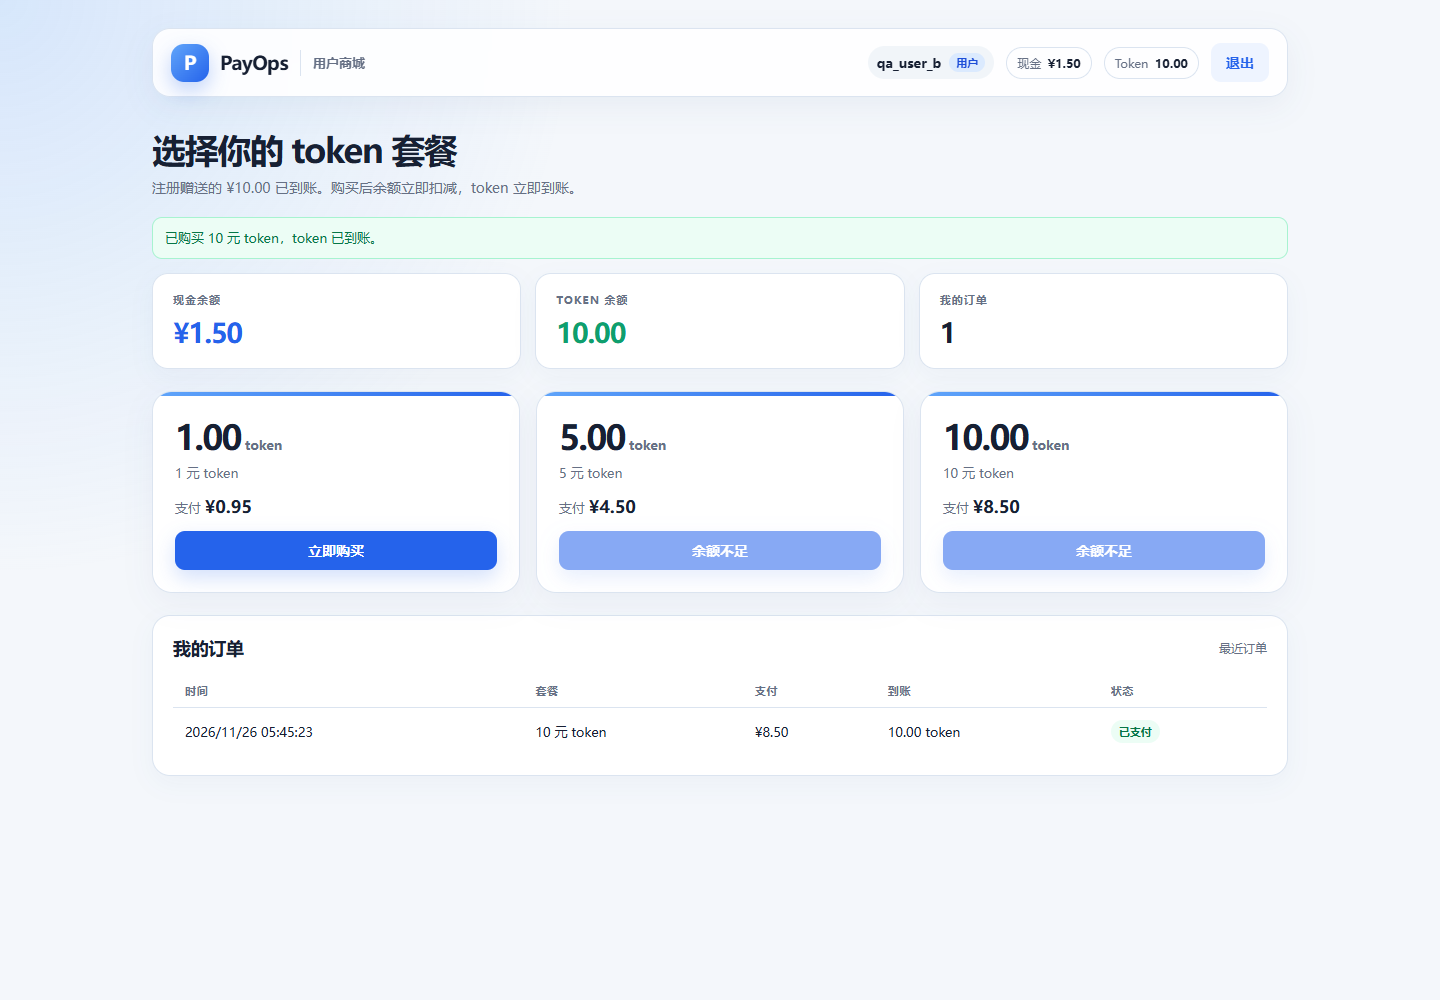 P PayOps 用户商城 qa_user_b 用户 现金 ¥1.50 Token 10.00 退出
选择你的 token 套餐
注册赠送的 ¥10.00 已到账。购买后余额立即扣减，token 立即到账。
已购买 10 元 token，token 已到账。
现金余额
¥1.50
TOKEN 余额
10.00
我的订单
1
1.00 token
1 元 token
支付 ¥0.95
立即购买
5.00 token
5 元 token
支付 ¥4.50
余额不足
10.00 token
10 元 token
支付 ¥8.50
余额不足
我的订单 最近订单
时间 套餐 支付 到账 状态
2026/11/26 05:45:23 10 元 token ¥8.50 10.00 token 已支付